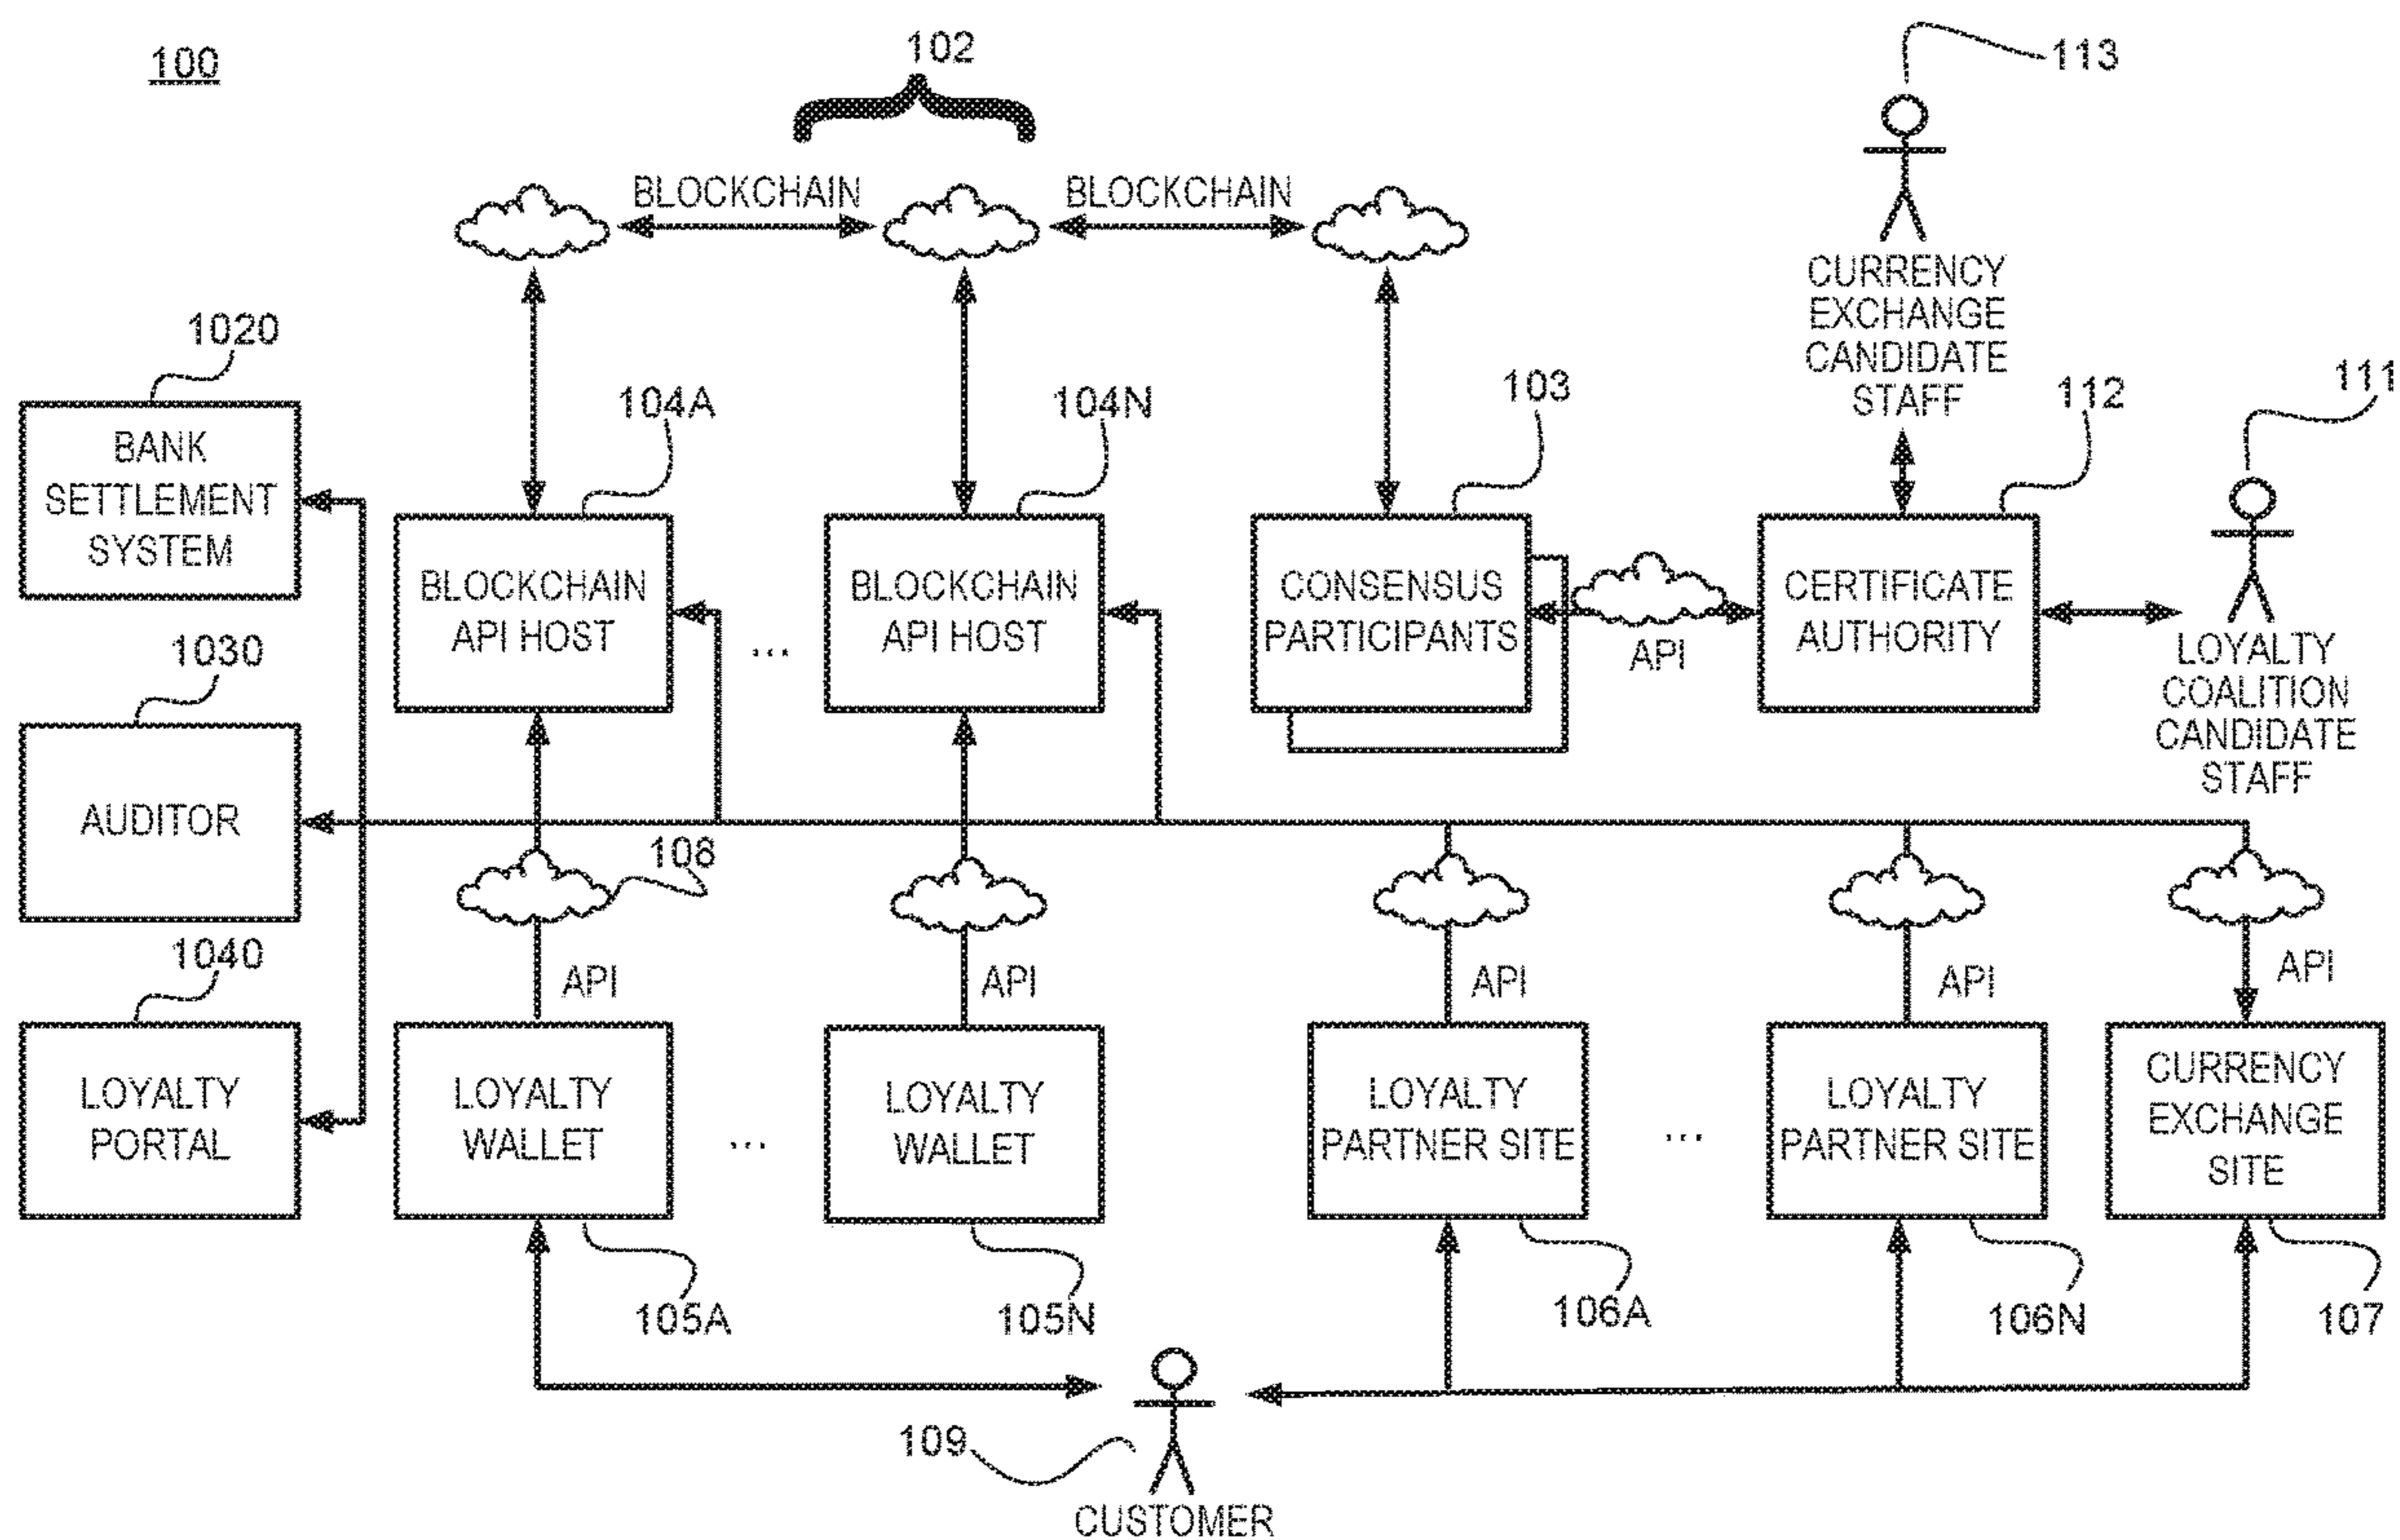 100
102
113
BLOCKCHAIN
BLOCKCHAIN
CURRENCY
EXCHANGE
CANDIDATE
STAFF
1020
104A
104N
103
112
111
BANK
SETTLEMENT
SYSTEM
BLOCKCHAIN
API HOST
...
BLOCKCHAIN
API HOST
CONSENSUS
PARTICIPANTS
API
CERTIFICATE
AUTHORITY
LOYALTY
COALITION
CANDIDATE
STAFF
1030
AUDITOR
108
1040
API
API
API
API
API
LOYALTY
PORTAL
LOYALTY
WALLET
...
LOYALTY
WALLET
LOYALTY
PARTNER SITE
...
LOYALTY
PARTNER SITE
CURRENCY
EXCHANGE
SITE
105A
105N
106A
106N
107
109
CUSTOMER